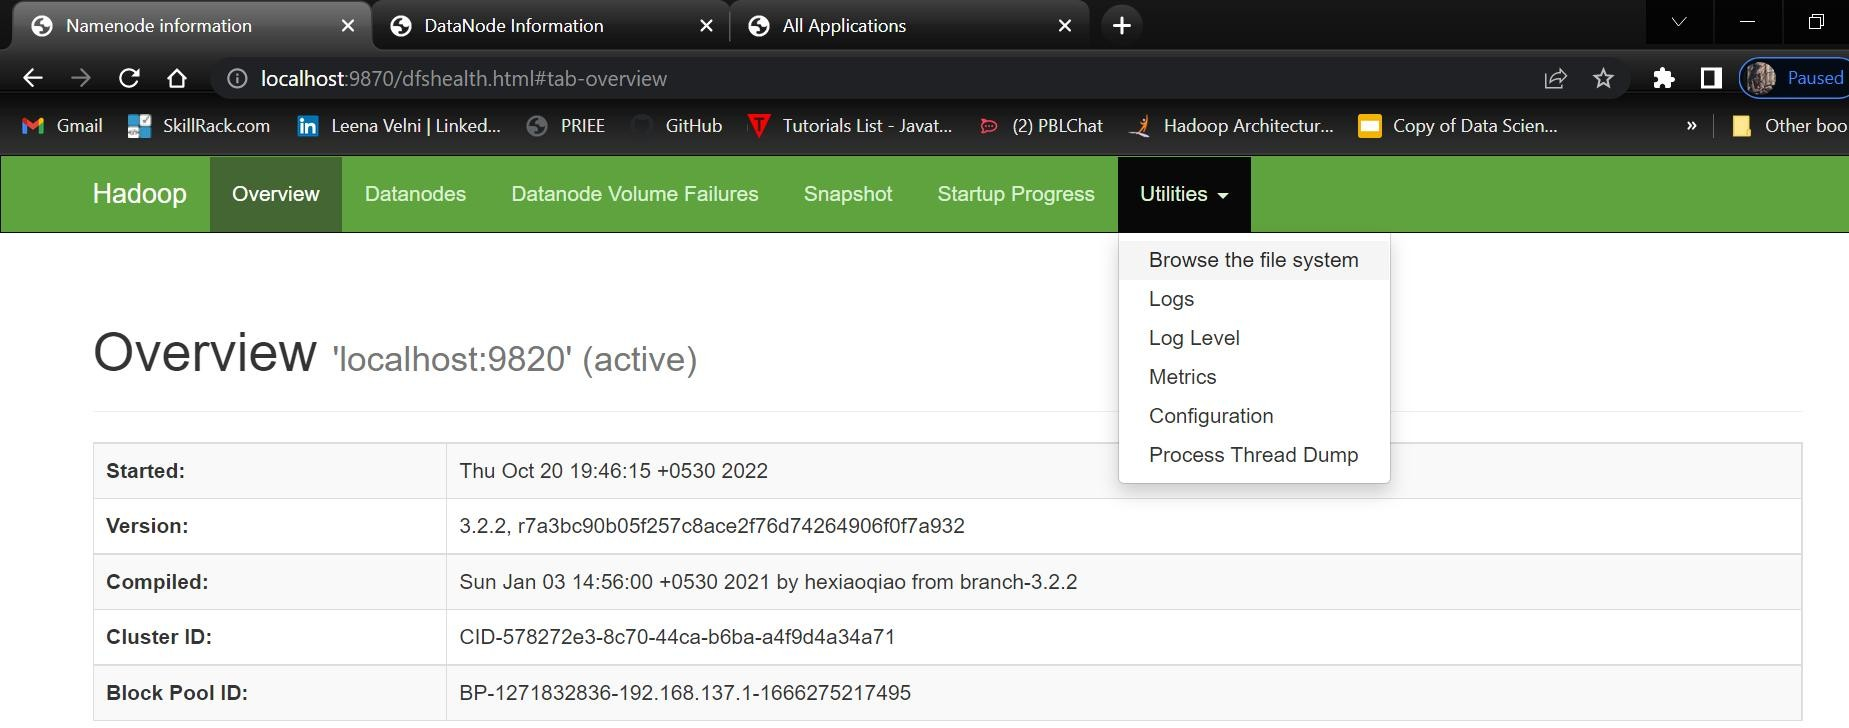 Namenode information
DataNode Information
All Applications
localhost:9870/dfshealth.html#tab-overview
Paused
Gmail
SkillRack.com
Leena Velni | Linked...
PRIEE
GitHub
Tutorials List - Javat...
(2) PBLChat
Hadoop Architectur...
Copy of Data Scien...
»
Other boo
Hadoop
Overview
Datanodes
Datanode Volume Failures
Snapshot
Startup Progress
Utilities
Browse the file system
Logs
Log Level
Metrics
Configuration
Process Thread Dump
Overview 'localhost:9820' (active)
Started: Thu Oct 20 19:46:15 +0530 2022
Version: 3.2.2, r7a3bc90b05f257c8ace2f76d74264906f0f7a932
Compiled: Sun Jan 03 14:56:00 +0530 2021 by hexiaoqiao from branch-3.2.2
Cluster ID: CID-578272e3-8c70-44ca-b6ba-a4f9d4a34a71
Block Pool ID: BP-1271832836-192.168.137.1-1666275217495